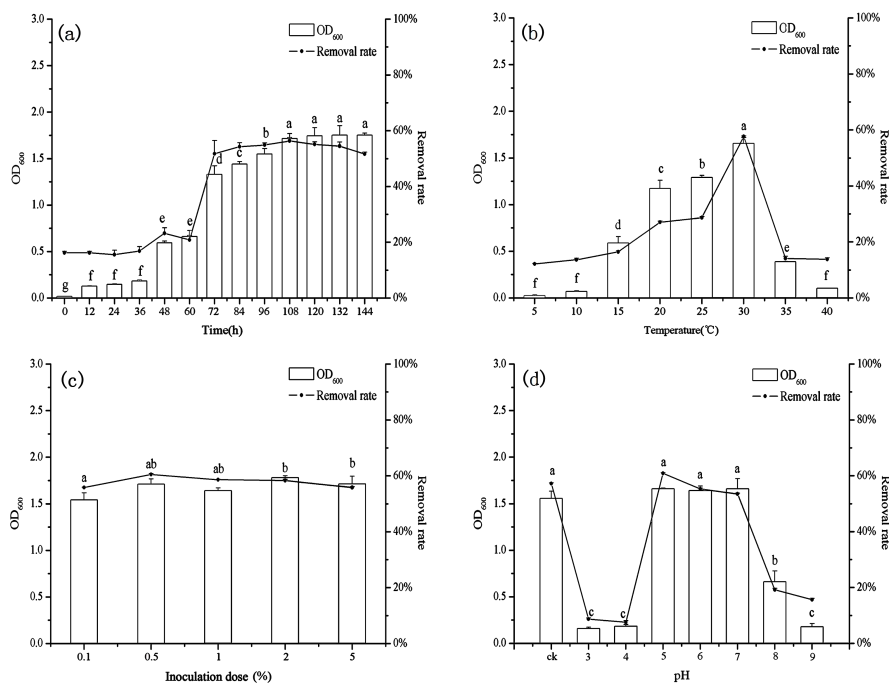 (a)
OD600
Removal rate
3.0
2.5
2.0
1.5
1.0
0.5
0.0
OD600
100%
80%
60%
40%
20%
0%
Removal rate
g f f f e e d c b a a a a
0 12 24 36 48 60 72 84 96 108 120 132 144
Time(h)
(b)
OD600
Removal rate
3.0
2.5
2.0
1.5
1.0
0.5
0.0
OD600
100%
80%
60%
40%
20%
0%
Removal rate
f f d c b a e f
5 10 15 20 25 30 35 40
Temperature(℃)
(c)
OD600
Removal rate
3.0
2.5
2.0
1.5
1.0
0.5
0.0
OD600
100%
80%
60%
40%
20%
0%
Removal rate
a ab ab b b
0.1 0.5 1 2 5
Inoculation dose (%)
(d)
OD600
Removal rate
3.0
2.5
2.0
1.5
1.0
0.5
0.0
OD600
100%
80%
60%
40%
20%
0%
Removal rate
a c c a a a b c
ck 3 4 5 6 7 8 9
pH